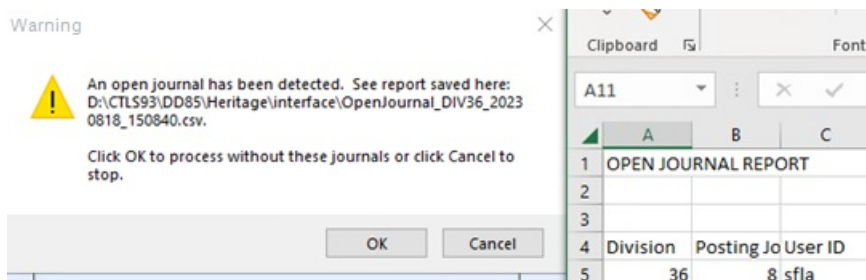 Warning
An open journal has been detected. See report saved here:
D:\CTLS93\DD85\Heritage\interface\OpenJournal_DIV36_2023
0818_150840.csv.
Click OK to process without these journals or click Cancel to
stop.
OK Cancel
Clipboard Font
A11
A B C
1 OPEN JOURNAL REPORT
2
3
4 Division Posting Jo User ID
5 36 8 sfla